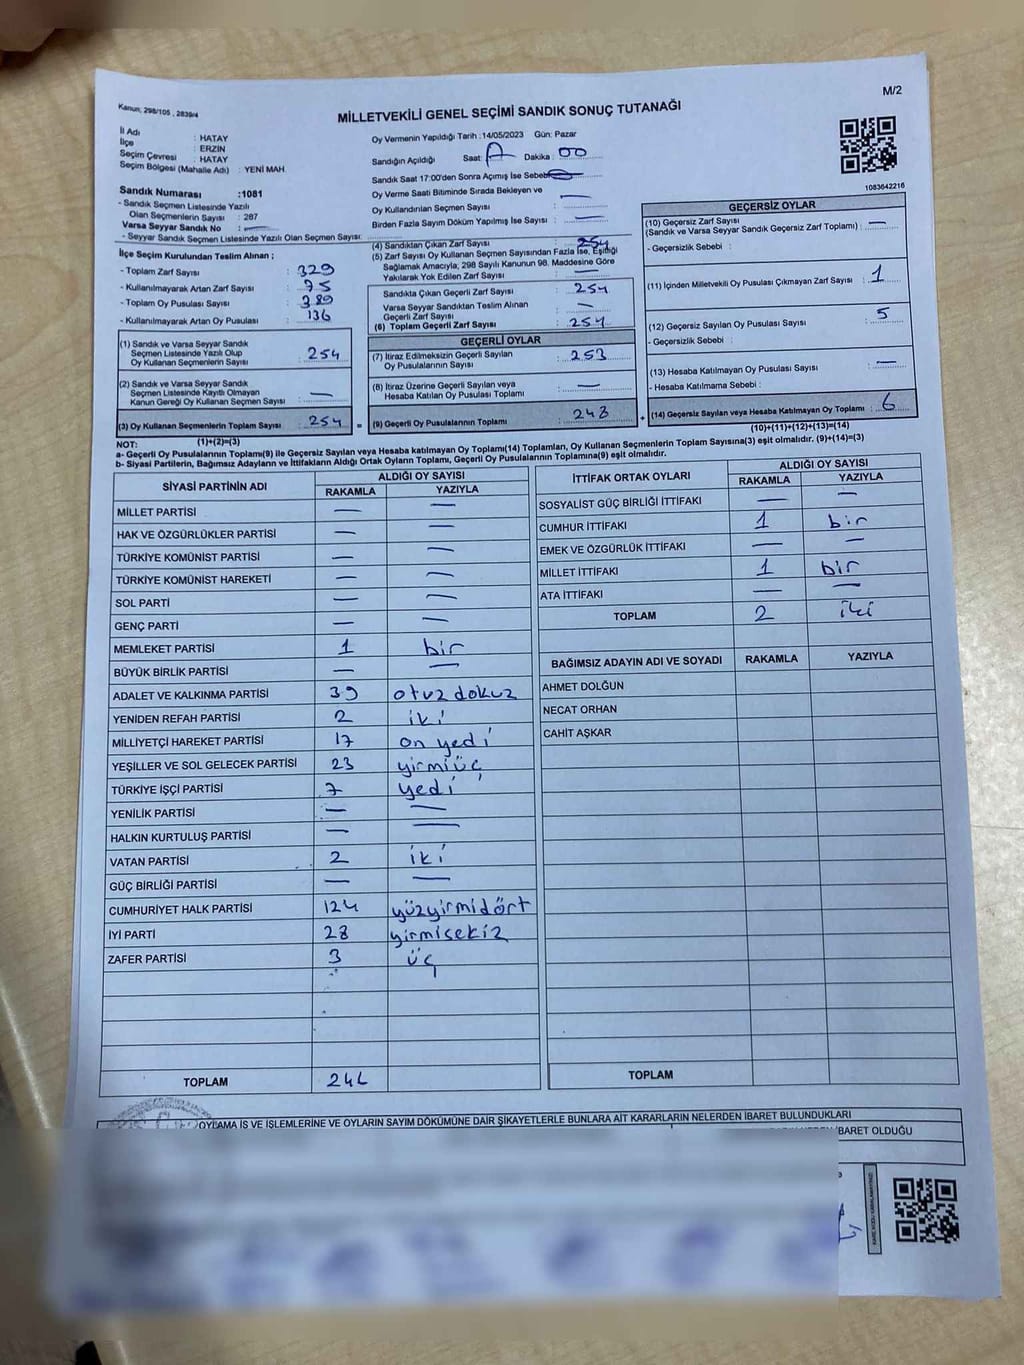 M/2
Kanun; 298/105 , 2839/4
MİLLETVEKİLİ GENEL SEÇİMİ SANDIK SONUÇ TUTANAĞI
İl Adı : HATAY
İlçe : ERZİN
Seçim Çevresi : HATAY
Seçim Bölgesi (Mahalle Adı) : YENİ MAH
Sandık Numarası :1081
- Sandık Seçmen Listesinde Yazılı
Olan Seçmenlerin Sayısı : 287
Varsa Seyyar Sandık No : —
- Seyyar Sandık Seçmen Listesinde Yazılı Olan Seçmen Sayısı:
Oy Vermenin Yapıldığı Tarih :14/05/2023 Gün: Pazar
Sandığın Açıldığı Saat: Dakika : 00
Sandık Saat 17:00'den Sonra Açımış İse Sebebi
Oy Verme Saati Bitiminde Sırada Bekleyen ve
Oy Kullandırılan Seçmen Sayısı : —
Birden Fazla Sayım Döküm Yapılmış İse Sayısı : —
1083642216
İlçe Seçim Kurulundan Teslim Alınan ;
- Toplam Zarf Sayısı : 329
- Kullanılmayarak Artan Zarf Sayısı : 75
- Toplam Oy Pusulası Sayısı : 389
- Kullanılmayarak Artan Oy Pusulası : 136
(1) Sandık ve Varsa Seyyar Sandık
Seçmen Listesinde Yazılı Olup
Oy Kullanan Seçmenlerin Sayısı : 254
(2) Sandık ve Varsa Seyyar Sandık
Seçmen Listesinde Kayıtlı Olmayan
Kanun Gereği Oy Kullanan Seçmen Sayısı : —
(3) Oy Kullanan Seçmenlerin Toplam Sayısı : 254
(4) Sandıktan Çıkan Zarf Sayısı : 254
(5) Zarf Sayısı Oy Kullanan Seçmen Sayısından Fazla İse, Eşitliği
Sağlamak Amacıyla; 298 Sayılı Kanunun 98. Maddesine Göre
Yakılarak Yok Edilen Zarf Sayısı : —
Sandıkta Çıkan Geçerli Zarf Sayısı : 254
Varsa Seyyar Sandıktan Teslim Alınan
Geçerli Zarf Sayısı : —
(6) Toplam Geçerli Zarf Sayısı : 254
GEÇERLİ OYLAR
(7) İtiraz Edilmeksizin Geçerli Sayılan
Oy Pusulalarının Sayısı : 253
(8) İtiraz Üzerine Geçerli Sayılan veya
Hesaba Katılan Oy Pusulası Toplamı : —
= (9) Geçerli Oy Pusulalarının Toplamı : 248
GEÇERSİZ OYLAR
(10) Geçersiz Zarf Sayısı
(Sandık ve Varsa Seyyar Sandık Geçersiz Zarf Toplamı) : —
- Geçersizlik Sebebi :
(11) İçinden Milletvekili Oy Pusulası Çıkmayan Zarf Sayısı : 1
(12) Geçersiz Sayılan Oy Pusulası Sayısı : 5
- Geçersizlik Sebebi :
(13) Hesaba Katılmayan Oy Pusulası Sayısı : —
- Hesaba Katılmama Sebebi :
+ (14) Geçersiz Sayılan veya Hesaba Katılmayan Oy Toplamı : 6
(10)+(11)+(12)+(13)=(14)
NOT: (1)+(2)=(3)
a- Geçerli Oy Pusulalarının Toplamı(9) ile Geçersiz Sayılan veya Hesaba katılmayan Oy Toplamı(14) Toplamları, Oy Kullanan Seçmenlerin Toplam Sayısına(3) eşit olmalıdır. (9)+(14)=(3)
b- Siyasi Partilerin, Bağımsız Adayların ve İttifakların Aldığı Ortak Oyların Toplamı, Geçerli Oy Pusulalarının Toplamına(9) eşit olmalıdır.
SİYASİ PARTİNİN ADI ALDIĞI OY SAYISI
RAKAMLA YAZIYLA
MİLLET PARTİSİ — —
HAK VE ÖZGÜRLÜKLER PARTİSİ — —
TÜRKİYE KOMÜNİST PARTİSİ — —
TÜRKİYE KOMÜNİST HAREKETİ — —
SOL PARTİ — —
GENÇ PARTİ — —
MEMLEKET PARTİSİ 1 bir
BÜYÜK BİRLİK PARTİSİ — —
ADALET VE KALKINMA PARTİSİ 39 otuz dokuz
YENİDEN REFAH PARTİSİ 2 iki
MİLLİYETÇİ HAREKET PARTİSİ 17 on yedi
YEŞİLLER VE SOL GELECEK PARTİSİ 23 yirmiüç
TÜRKİYE İŞÇİ PARTİSİ 7 yedi
YENİLİK PARTİSİ — —
HALKIN KURTULUŞ PARTİSİ — —
VATAN PARTİSİ 2 iki
GÜÇ BİRLİĞİ PARTİSİ — —
CUMHURİYET HALK PARTİSİ 124 yüzyirmidört
İYİ PARTİ 28 yirmisekiz
ZAFER PARTİSİ 3 üç
TOPLAM
İTTİFAK ORTAK OYLARI ALDIĞI OY SAYISI
RAKAMLA YAZIYLA
SOSYALİST GÜÇ BİRLİĞİ İTTİFAKI — —
CUMHUR İTTİFAKI 1 bir
EMEK VE ÖZGÜRLÜK İTTİFAKI — —
MİLLET İTTİFAKI 1 bir
ATA İTTİFAKI — —
TOPLAM 2 iki
BAĞIMSIZ ADAYIN ADI VE SOYADI RAKAMLA YAZIYLA
AHMET DOLĞUN
NECAT ORHAN
CAHİT AŞKAR
TOPLAM
OYLAMA İŞ VE İŞLEMLERİNE VE OYLARIN SAYIM DÖKÜMÜNE DAİR ŞİKAYETLERLE BUNLARA AİT KARARLARIN NELERDEN İBARET BULUNDUKLARI
İBARET OLDUĞU